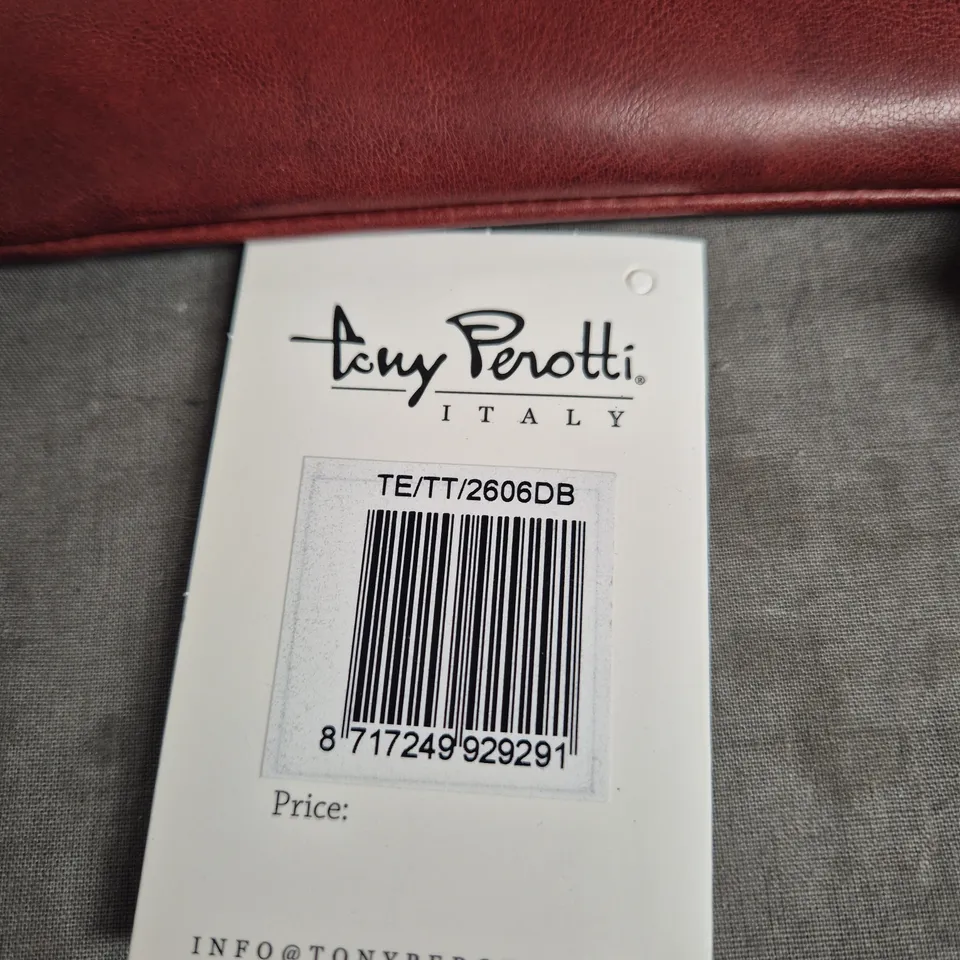 Tony Perotti®
ITALY
TE/TT/2606DB
8 717249 929291
Price: